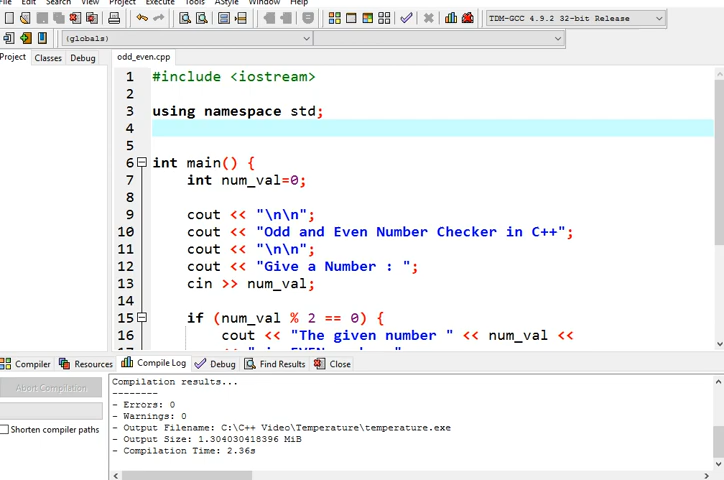 File Edit Search View Project Execute Tools AStyle Window Help
TDM-GCC 4.9.2 32-bit Release
(globals)
Project Classes Debug odd_even.cpp
1 #include <iostream>
2
3 using namespace std;
4
5
6 int main() {
7 int num_val=0;
8
9 cout << "\n\n";
10 cout << "Odd and Even Number Checker in C++";
11 cout << "\n\n";
12 cout << "Give a Number : ";
13 cin >> num_val;
14
15 if (num_val % 2 == 0) {
16 cout << "The given number " << num_val <<
Compiler Resources Compile Log Debug Find Results Close
Abort Compilation
Shorten compiler paths
Compilation results...
--------
- Errors: 0
- Warnings: 0
- Output Filename: C:\C++ Video\Temperature\temperature.exe
- Output Size: 1.304030418396 MiB
- Compilation Time: 2.36s